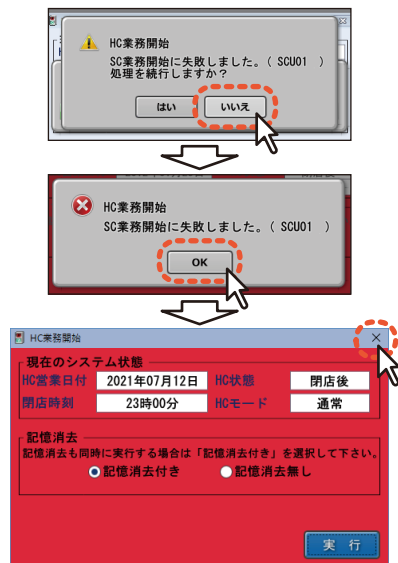 HC業務開始
SC業務開始に失敗しました。( SCU01 )
処理を続行しますか?
はい
いいえ
HC業務開始
SC業務開始に失敗しました。( SCU01 )
OK
HC業務開始
現在のシステム状態
HC営業日付 2021年07月12日 HC状態 閉店後
閉店時刻 23時00分 HCモード 通常
記憶消去
記憶消去も同時に実行する場合は「記憶消去付き」を選択して下さい。
記憶消去付き 記憶消去無し
実 行